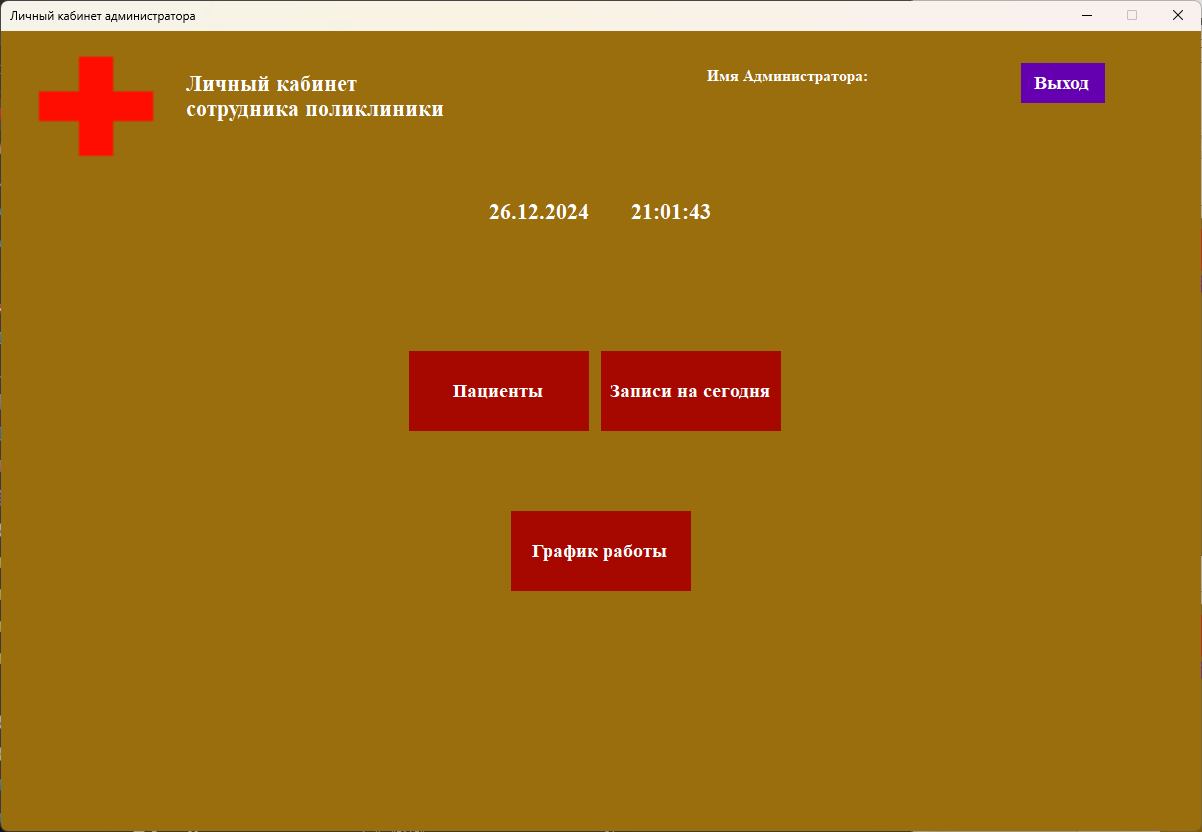 Личный кабинет администратора
Личный кабинет
сотрудника поликлиники
Имя Администратора:
Выход
26.12.2024 21:01:43
Пациенты
Записи на сегодня
График работы